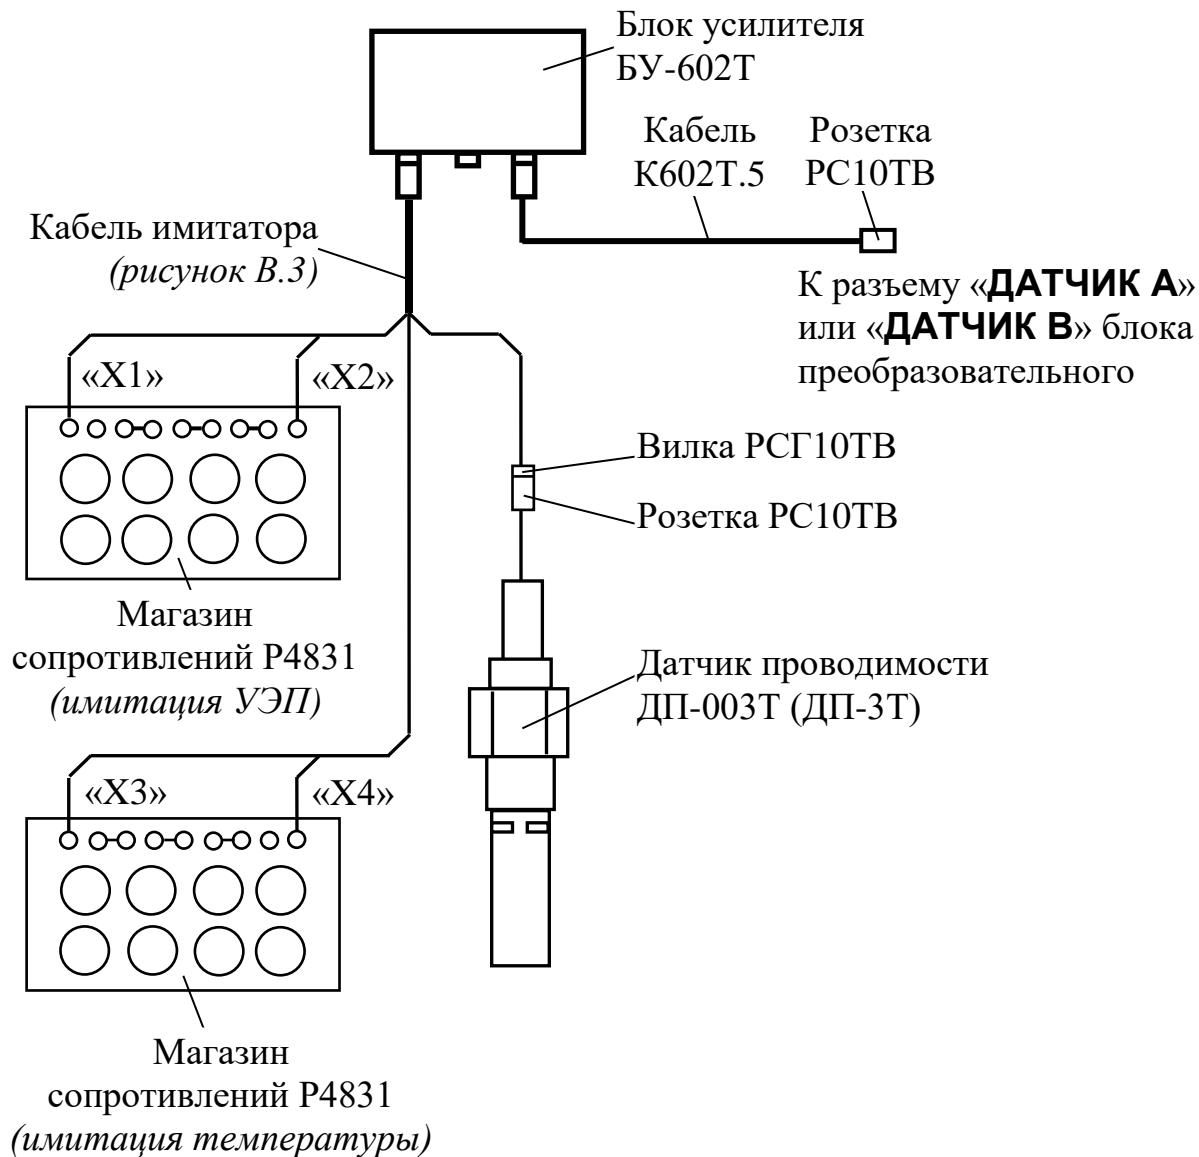 Блок усилителя
БУ-602Т
Кабель
К602Т.5
Розетка
РС10ТВ
Кабель имитатора
(рисунок В.3)
К разъему «ДАТЧИК А»
или «ДАТЧИК В» блока
преобразовательного
«Х1»
«Х2»
Вилка РСГ10ТВ
Розетка РС10ТВ
Магазин
сопротивлений Р4831
(имитация УЭП)
Датчик проводимости
ДП-003Т (ДП-3Т)
«Х3»
«Х4»
Магазин
сопротивлений Р4831
(имитация температуры)